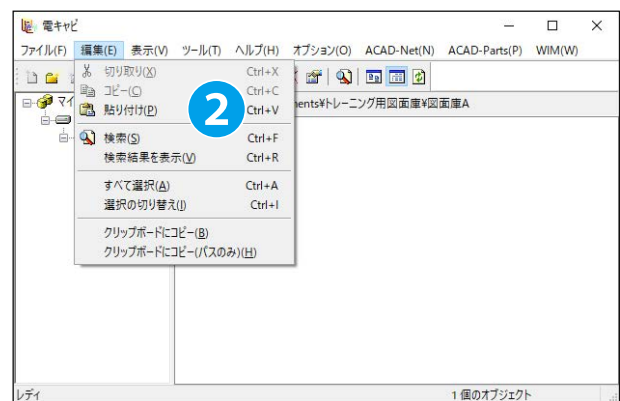 電キャビ
ファイル(F) 編集(E) 表示(V) ツール(T) ヘルプ(H) オプション(O) ACAD-Net(N) ACAD-Parts(P) WIM(W)
切り取り(X) Ctrl+X
コピー(C) Ctrl+C
マイ 貼り付け(P) Ctrl+V ents¥トレーニング用図面庫¥図面庫A
2
検索(S) Ctrl+F
検索結果を表示(V) Ctrl+R
すべて選択(A) Ctrl+A
選択の切り替え(I) Ctrl+I
クリップボードにコピー(B)
クリップボードにコピー(パスのみ)(H)
レディ 1 個のオブジェクト